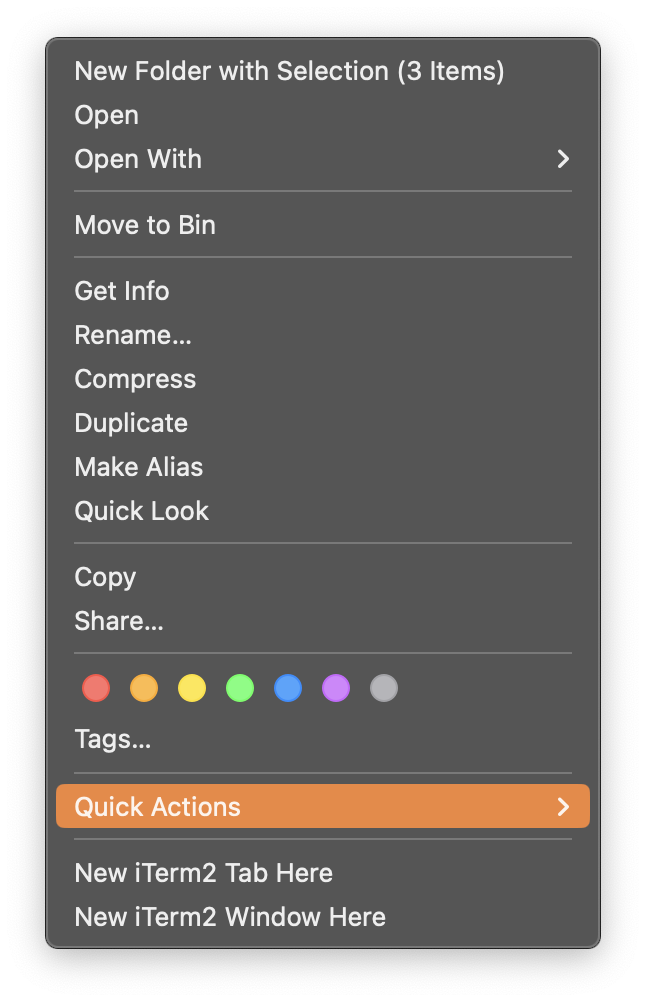 New Folder with Selection (3 Items)
Open
Open With
Move to Bin
Get Info
Rename...
Compress
Duplicate
Make Alias
Quick Look
Copy
Share...
Tags...
Quick Actions
New iTerm2 Tab Here
New iTerm2 Window Here